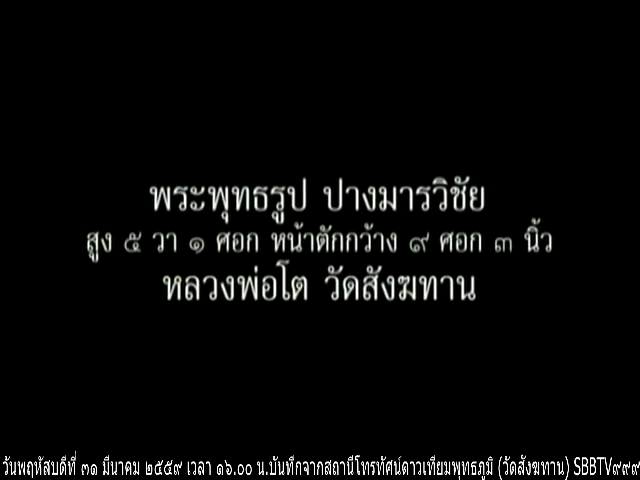 พระพุทธรูป ปางมารวิชัย
สูง ๕ วา ๑ ศอก หน้าตักกว้าง ๙ ศอก ๓ นิ้ว
หลวงพ่อโต วัดสังฆทาน
วันพฤหัสบดีที่ ๓๑ มีนาคม ๒๕๕๙ เวลา ๑๖.๐๐ น.บันทึกจากสถานีโทรทัศน์ดาวเทียมพุทธภูมิ (วัดสังฆทาน) SBBTV๙๙๙